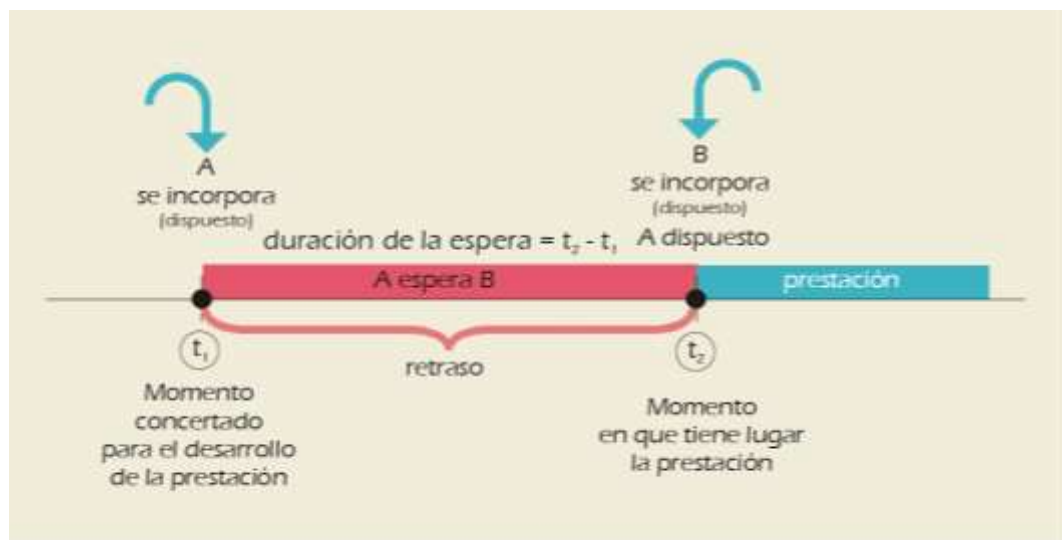 A
se incorpora
(dispuesto)
B
se incorpora
(dispuesto)
A dispuesto
duración de la espera = t₂ - t₁
A espera B
prestación
t₁
retraso
t₂
Momento
concertado
para el desarrollo
de la prestación
Momento
en que tiene lugar
la prestación